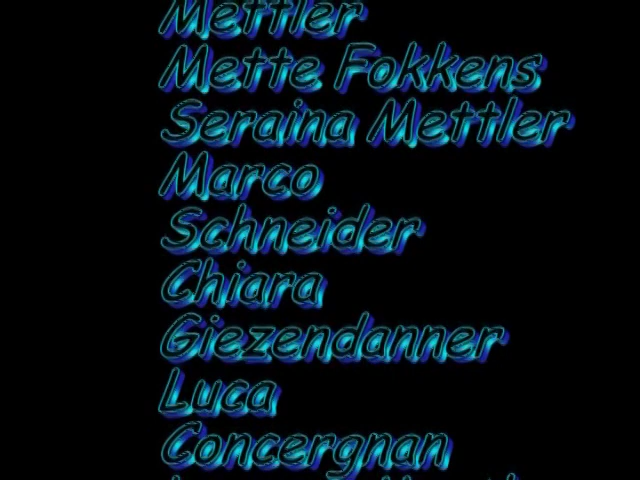 Mettler
Mette Fokkens
Seraina Mettler
Marco
Schneider
Chiara
Giezendanner
Luca
Concergnan